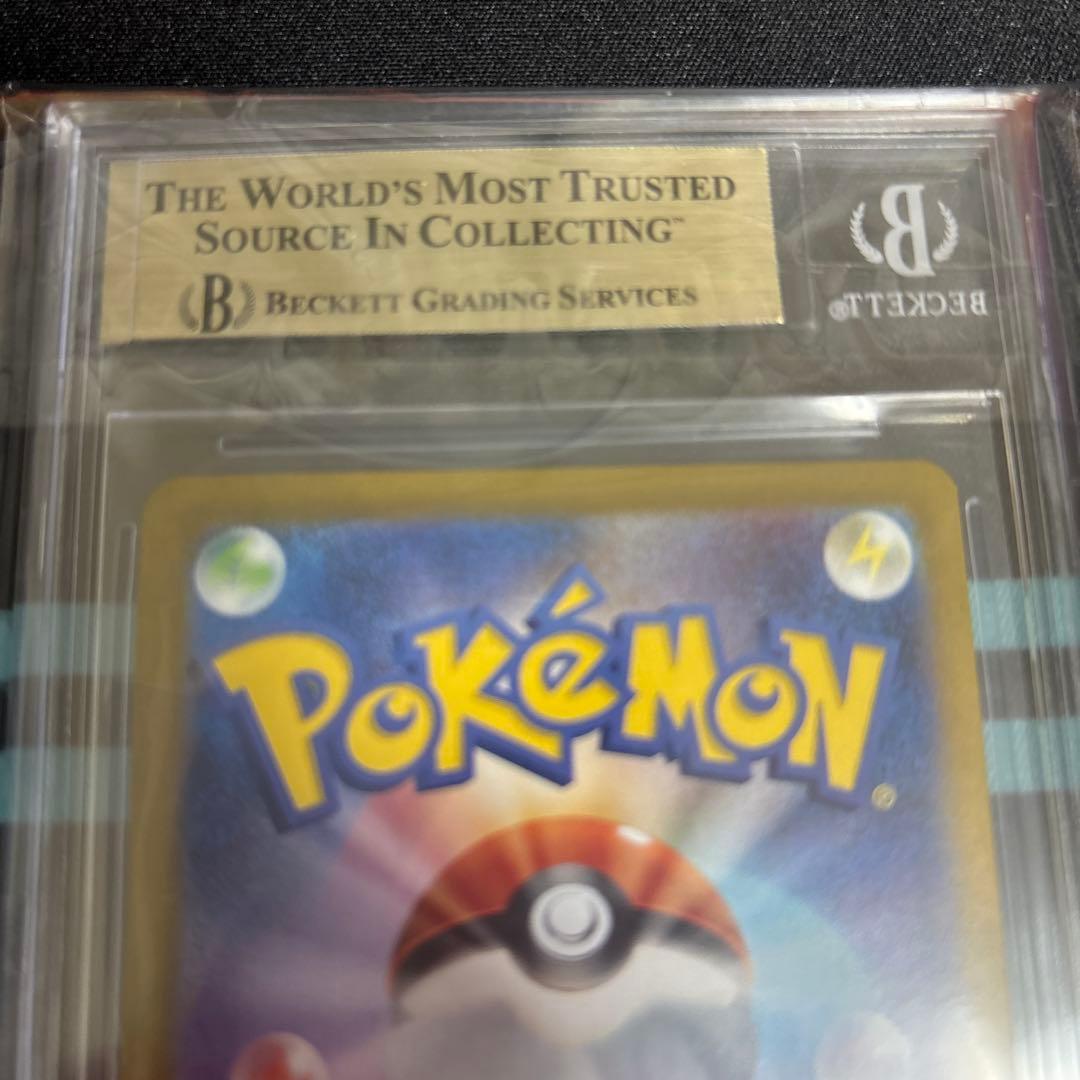 THE WORLD'S MOST TRUSTED
SOURCE IN COLLECTING™
B BECKETT GRADING SERVICES
B
BECKETT®
POKéMON®